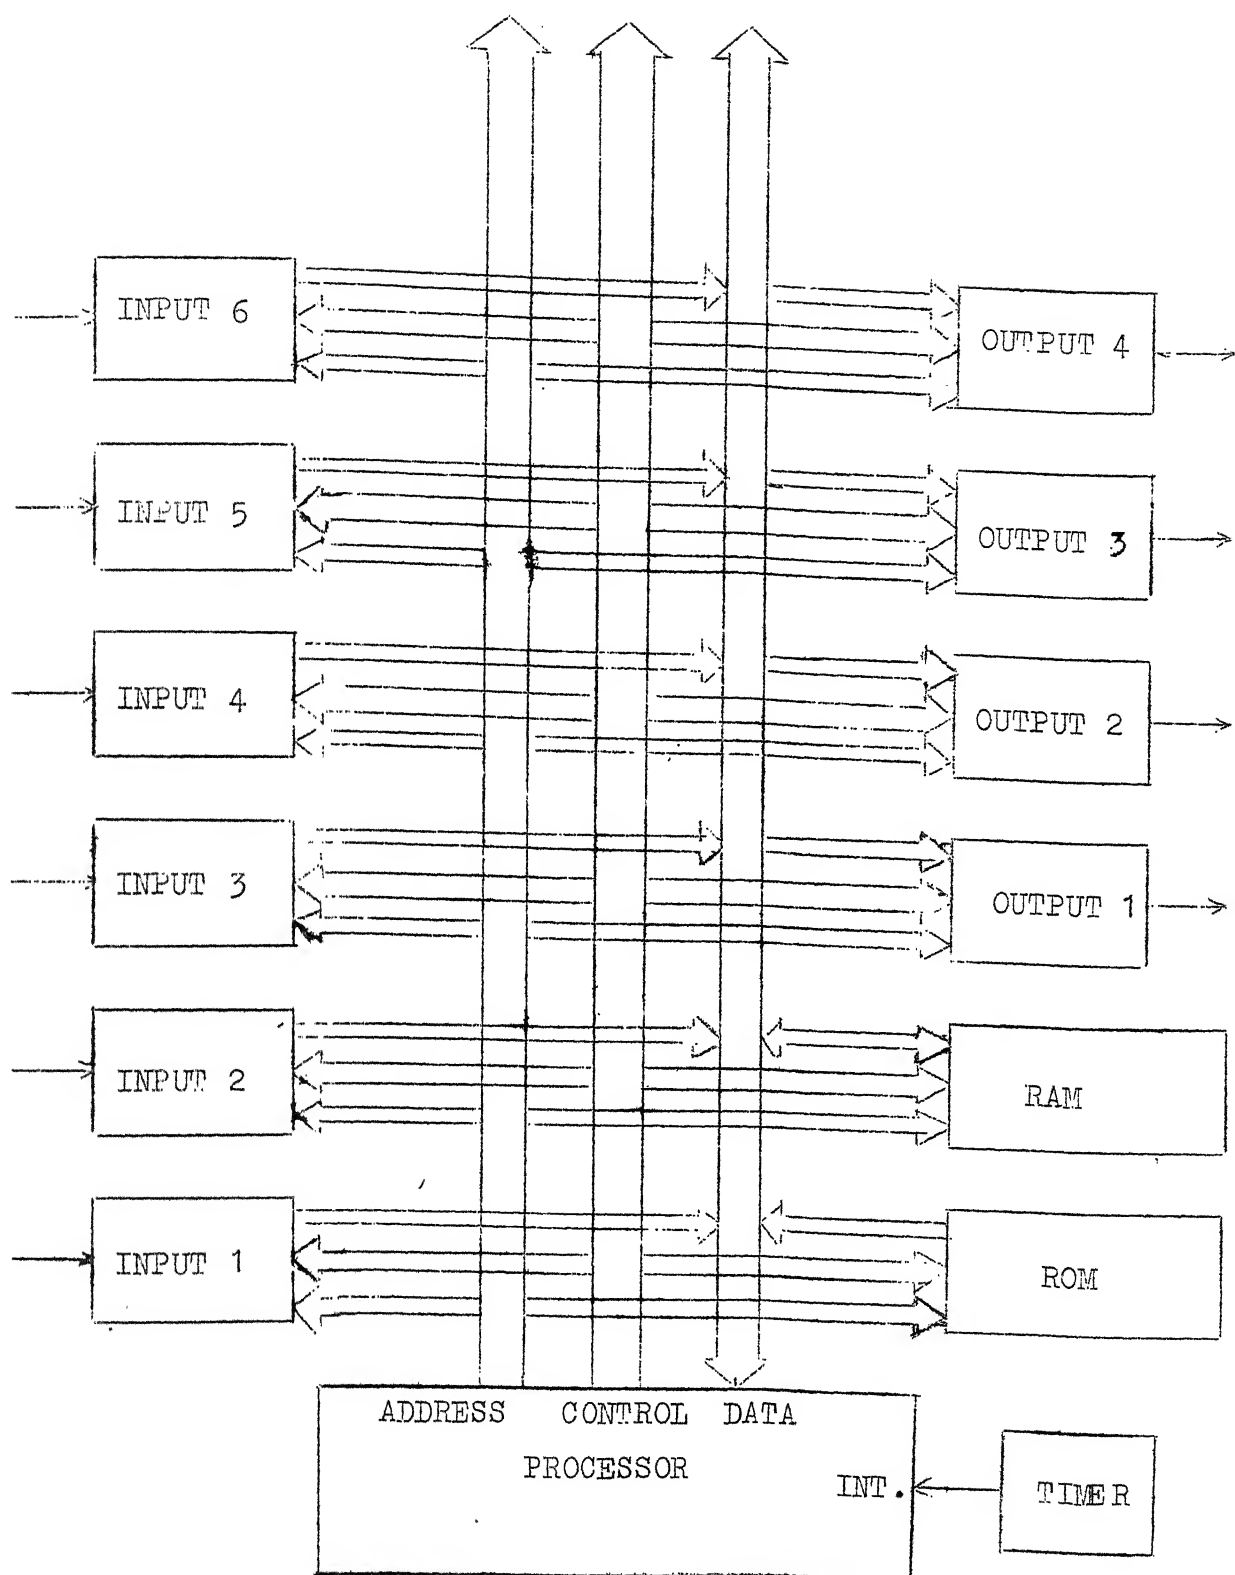 INPUT 6
OUTPUT 4
INPUT 5
OUTPUT 3
INPUT 4
OUTPUT 2
INPUT 3
OUTPUT 1
INPUT 2
RAM
INPUT 1
ROM
ADDRESS CONTROL DATA
PROCESSOR
INT.
TIMER